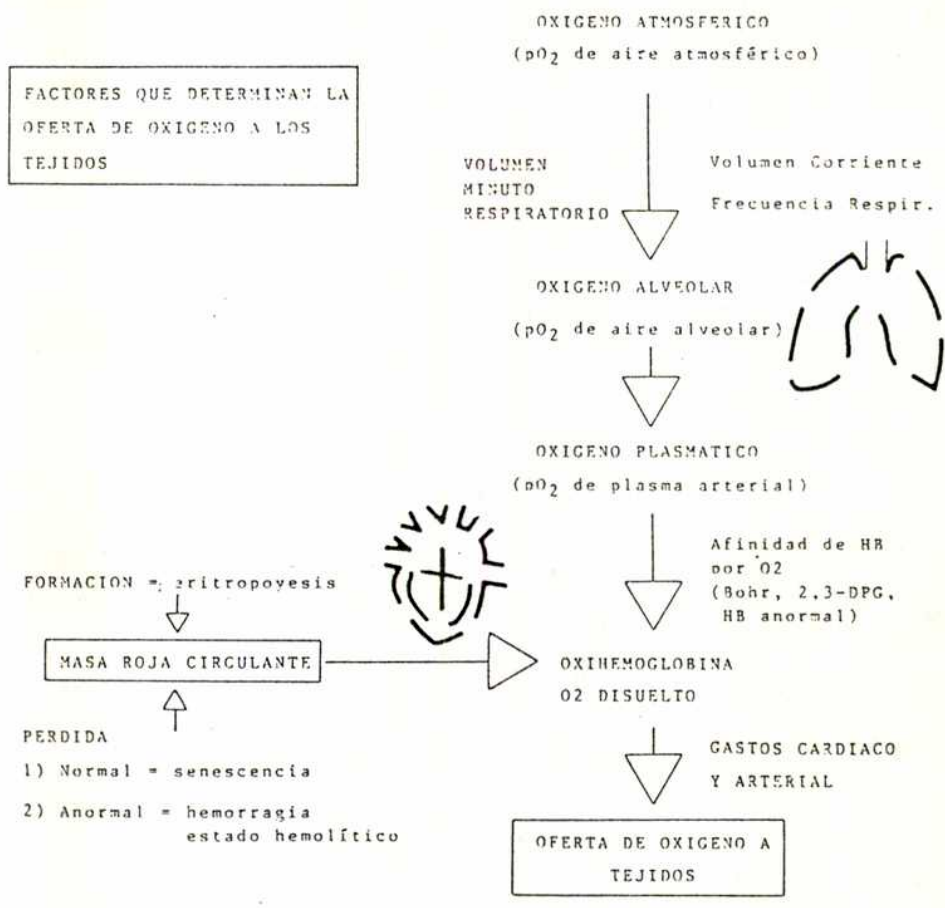 OXIGENO ATMOSFERICO
(pO2 de aire atmosférico)
FACTORES QUE DETERMINAN LA
OFERTA DE OXIGENO A LOS
TEJIDOS
VOLUMEN
MINUTO
RESPIRATORIO
Volumen Corriente
Frecuencia Respir.
OXIGENO ALVEOLAR
(pO2 de aire alveolar)
OXIGENO PLASMATICO
(pO2 de plasma arterial)
Afinidad de HB
por O2
(Bohr, 2,3-DPG,
HB anormal)
FORMACION = eritropoyesis
MASA ROJA CIRCULANTE
OXIHEMOGLOBINA
O2 DISUELTO
PERDIDA
1) Normal = senescencia
2) Anormal = hemorragia
estado hemolítico
GASTOS CARDIACO
Y ARTERIAL
OFERTA DE OXIGENO A
TEJIDOS